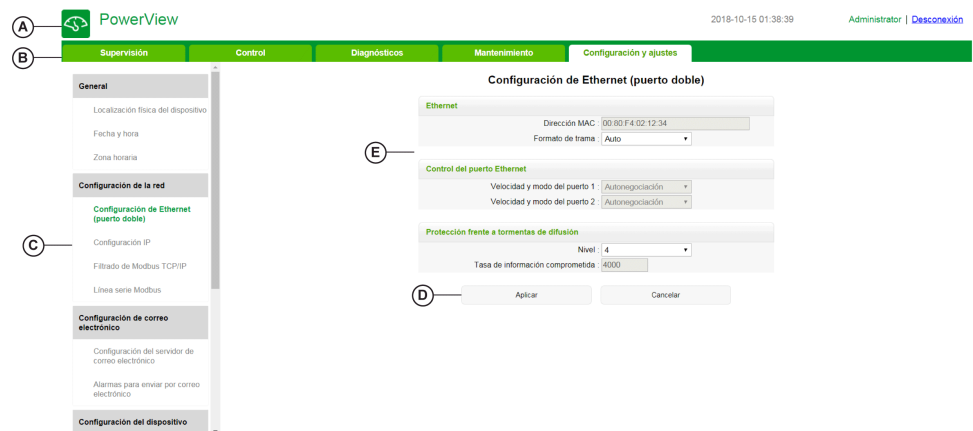 A
PowerView
2018-10-15 01:38:39
Administrator | Desconexión
B
Supervisión
Control
Diagnósticos
Mantenimiento
Configuración y ajustes
General
Localización física del dispositivo
Fecha y hora
Zona horaria
Configuración de la red
Configuración de Ethernet
(puerto doble)
C
Configuración IP
Filtrado de Modbus TCP/IP
Línea serie Modbus
Configuración de correo
electrónico
Configuración del servidor de
correo electrónico
Alarmas para enviar por correo
electrónico
Configuración del dispositivo
Configuración de Ethernet (puerto doble)
Ethernet
Dirección MAC : 00:80:F4:02:12:34
Formato de trama : Auto
E
Control del puerto Ethernet
Velocidad y modo del puerto 1 : Autonegociación
Velocidad y modo del puerto 2 : Autonegociación
Protección frente a tormentas de difusión
Nivel : 4
Tasa de información comprometida : 4000
D
Aplicar
Cancelar